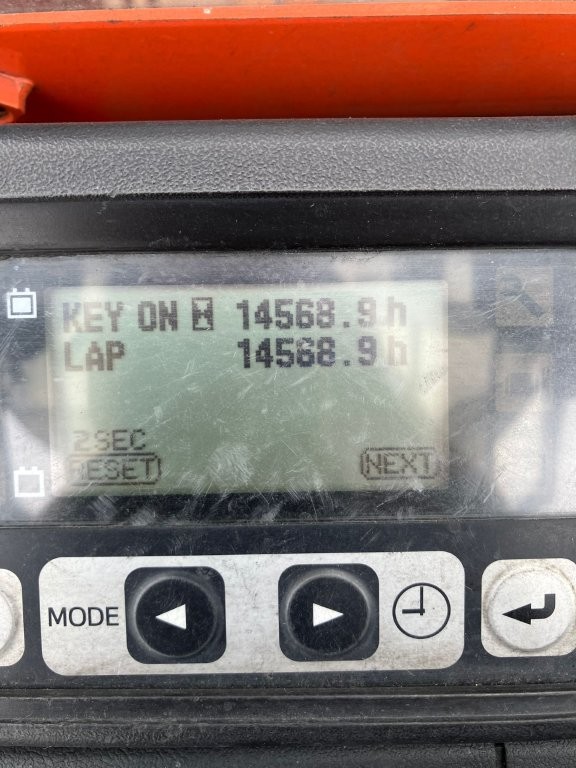 KEY ON 14568.9h
LAP 14568.9h
2SEC
RESET NEXT
MODE